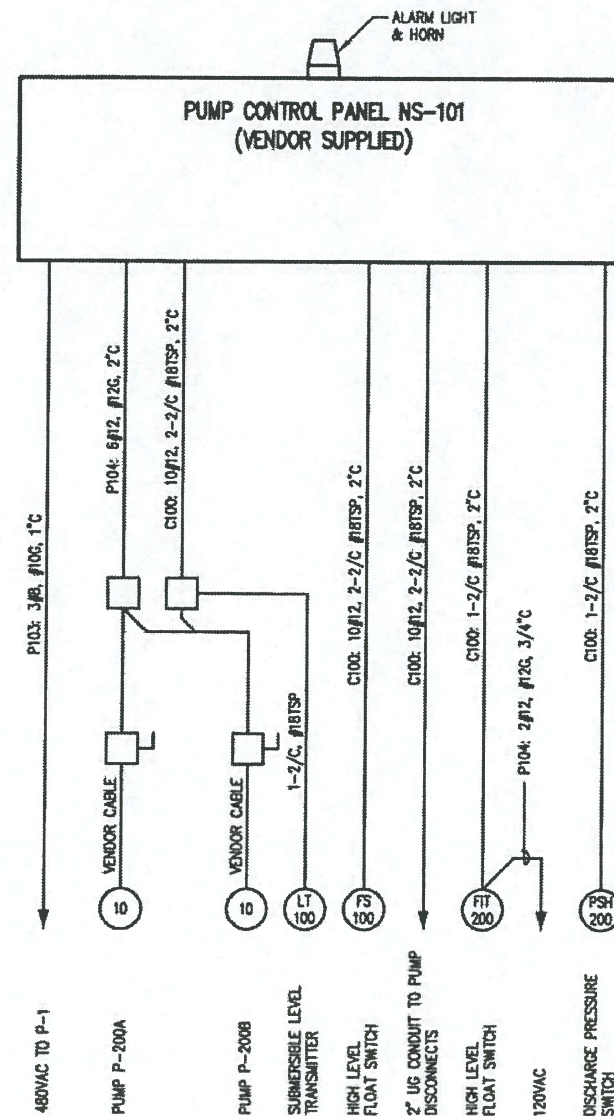 ALARM LIGHT
& HORN
PUMP CONTROL PANEL NS-101
(VENDOR SUPPLIED)
P103: 3#8, #10G, 1"C
P104: 6#12, #12G, 2"C
C100: 10#12, 2-2/C #18TSP, 2"C
C100: 10#12, 2-2/C #18TSP, 2"C
C100: 10#12, 2-2/C #18TSP, 2"C
C100: 1-2/C #18TSP, 2"C
P104: 2#12, #12G, 3/4"C
C100: 1-2/C #18TSP, 2"C
VENDOR CABLE
VENDOR CABLE
1-2/C, #18TSP
10
10
LT
100
FS
100
FIT
200
PSH
200
480VAC TO P-1
PUMP P-200A
PUMP P-200B
SUBMERSIBLE LEVEL
TRANSMITTER
HIGH LEVEL
FLOAT SWITCH
2" UG CONDUIT TO PUMP
DISCONNECTS
HIGH LEVEL
FLOAT SWITCH
120VAC
DISCHARGE PRESSURE
SWITCH